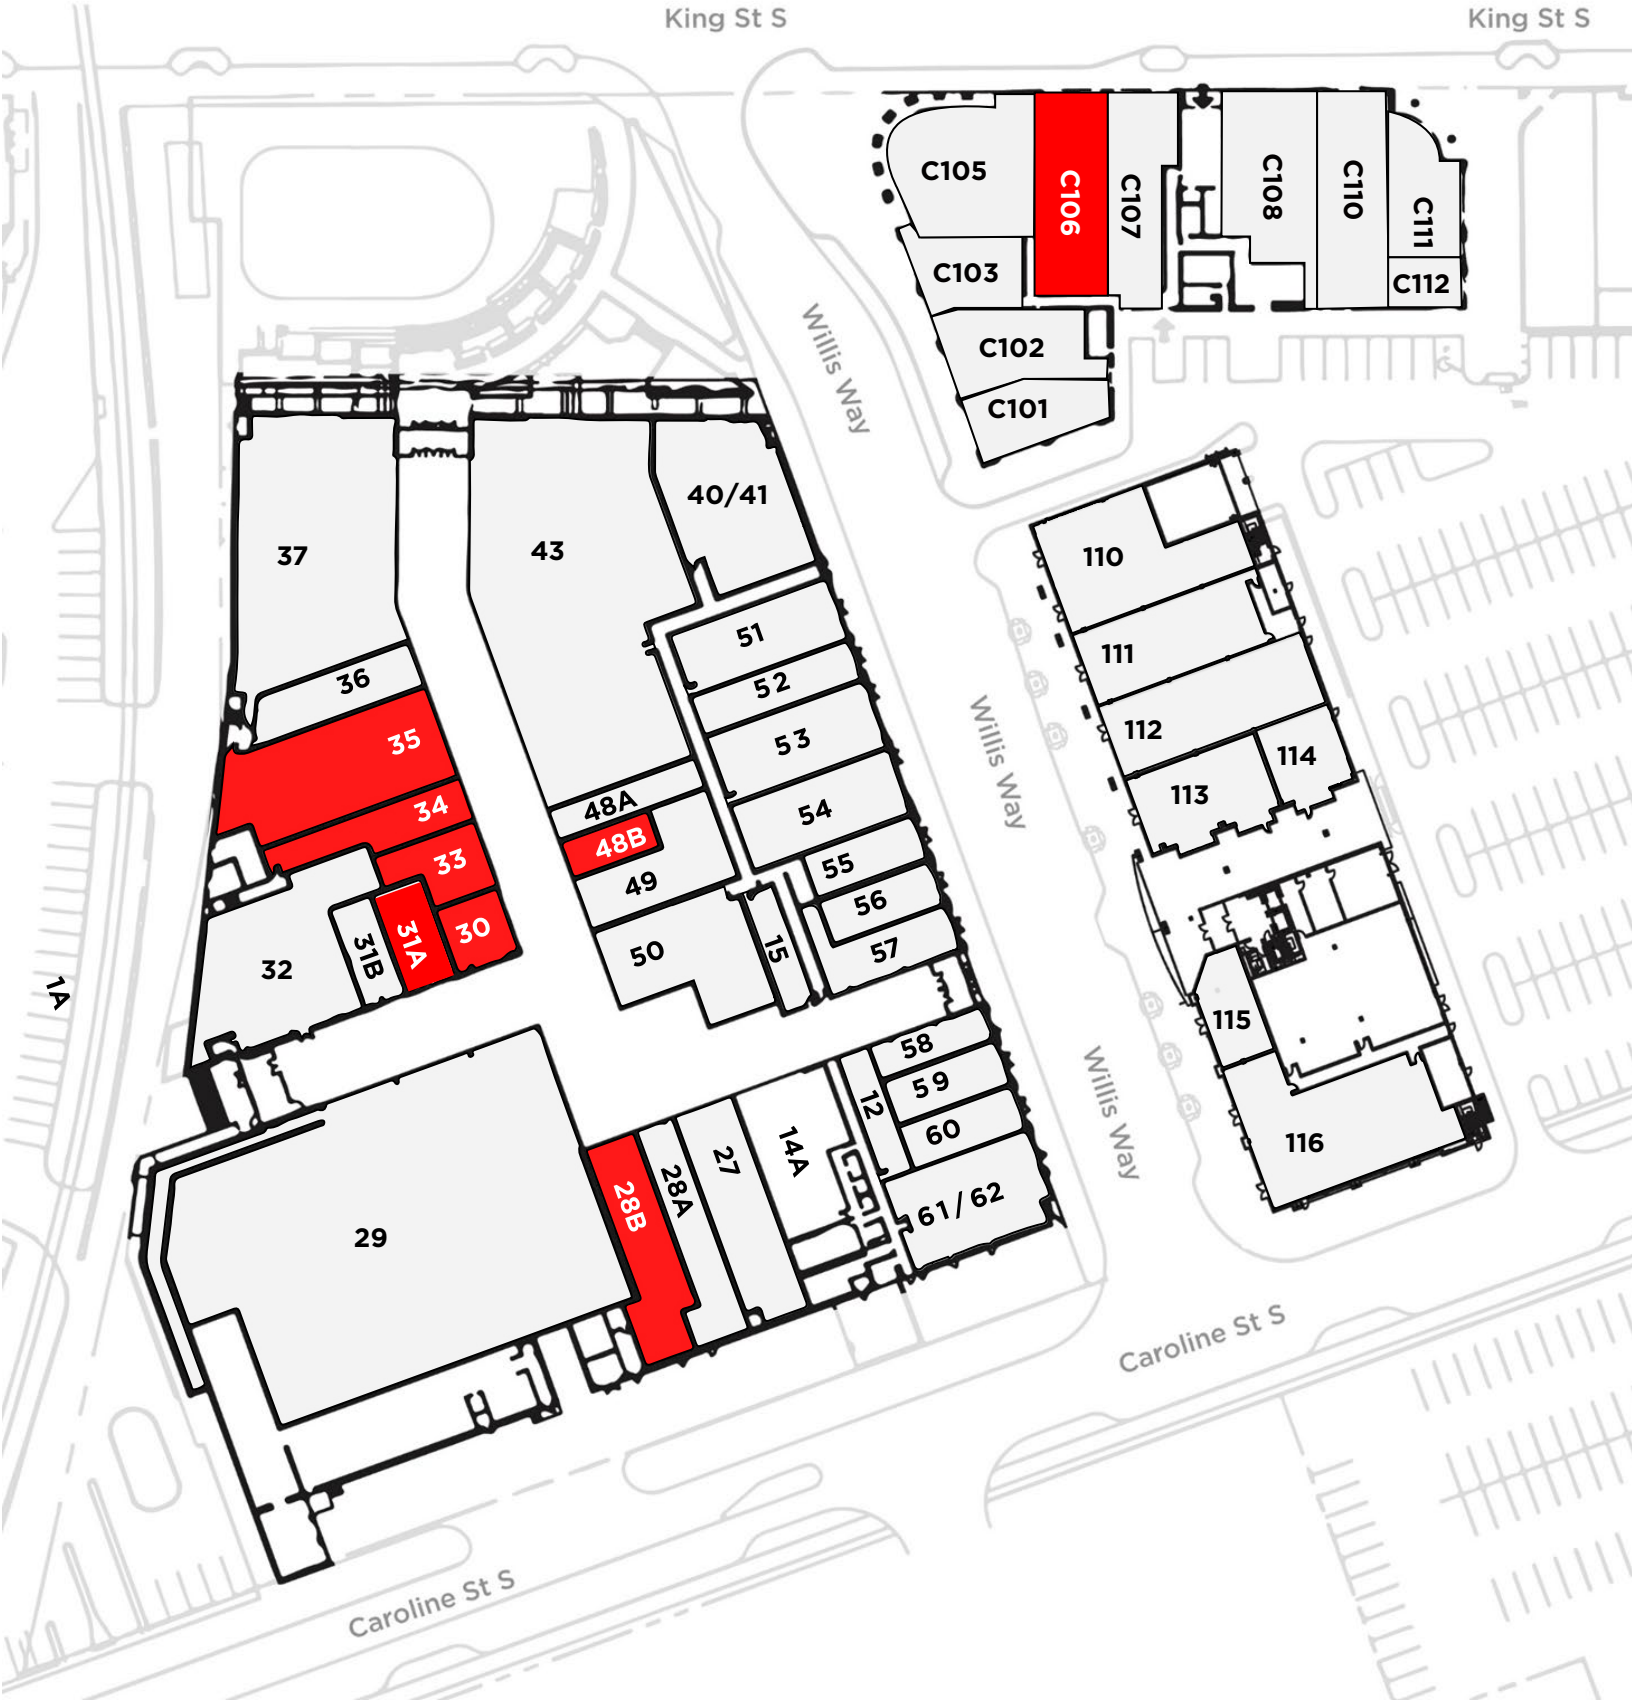 King St S
King St S
C105
C106
C107
C108
C110
C111
C103
C112
C102
C101
Willis Way
40/41
37
43
110
51
111
36
52
35
53
112
114
Willis Way
34
48A
54
113
48B
33
55
49
56
30
31A
31B
50
15
57
32
1A
115
58
59
12
60
Willis Way
116
14A
27
28A
28B
61/62
29
Caroline St S
Caroline St S